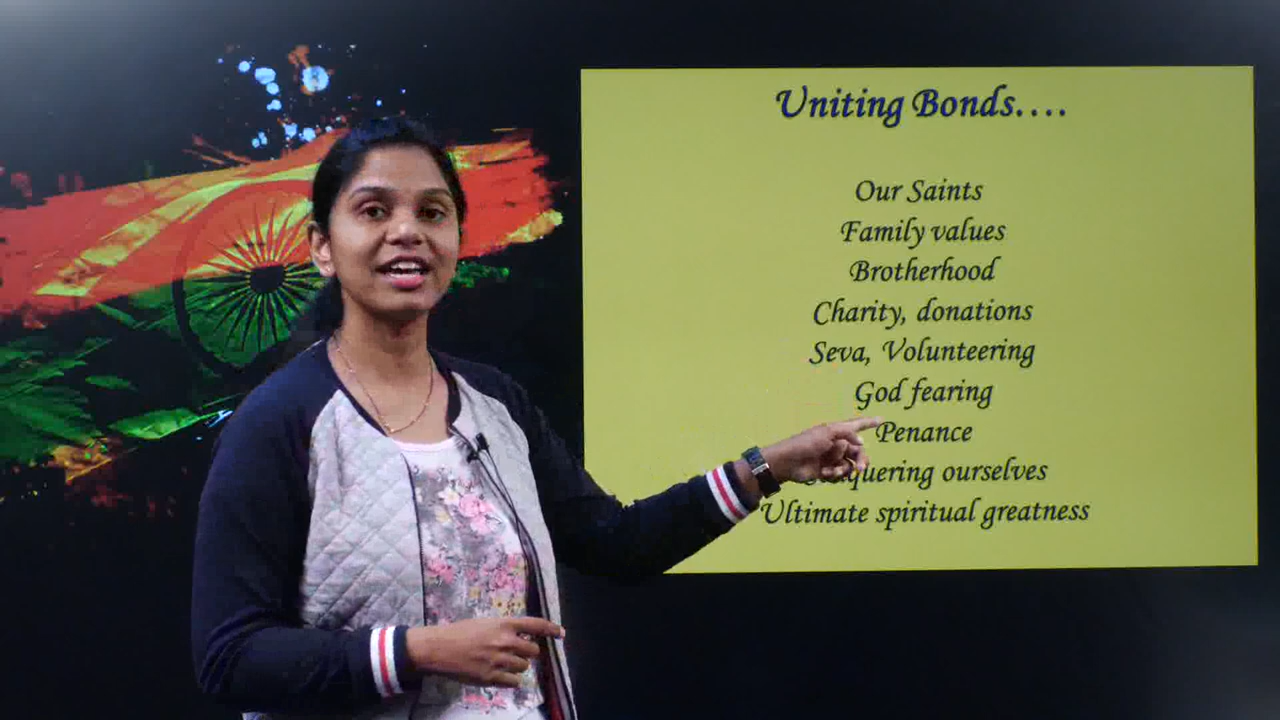 Uniting Bonds....
Our Saints
Family values
Brotherhood
Charity, donations
Seva, Volunteering
God fearing
Penance
ourselves
Ultimate spiritual greatness